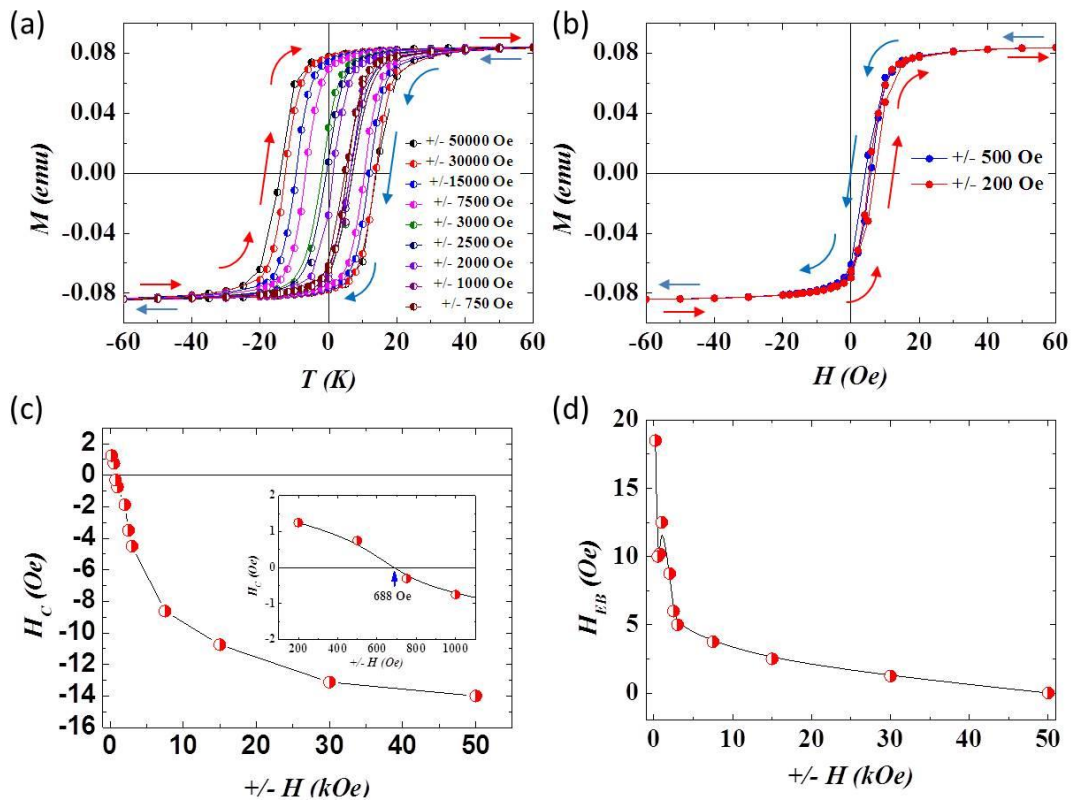 (a)
0.08
0.04
0.00
-0.04
-0.08
M (emu)
+/- 50000 Oe
+/- 30000 Oe
+/-15000 Oe
+/- 7500 Oe
+/- 3000 Oe
+/- 2500 Oe
+/- 2000 Oe
+/- 1000 Oe
+/- 750 Oe
-60 -40 -20 0 20 40 60
T (K)
(b)
0.08
0.04
0.00
-0.04
-0.08
M (emu)
+/- 500 Oe
+/- 200 Oe
-60 -40 -20 0 20 40 60
H (Oe)
(c)
2
0
-2
-4
-6
-8
-10
-12
-14
-16
H_C (Oe)
2
1
0
-1
-2
H_C (Oe)
688 Oe
200 400 600 800 1000
+/- H (Oe)
0 10 20 30 40 50
+/- H (kOe)
(d)
20
15
10
5
0
H_EB (Oe)
0 10 20 30 40 50
+/- H (kOe)